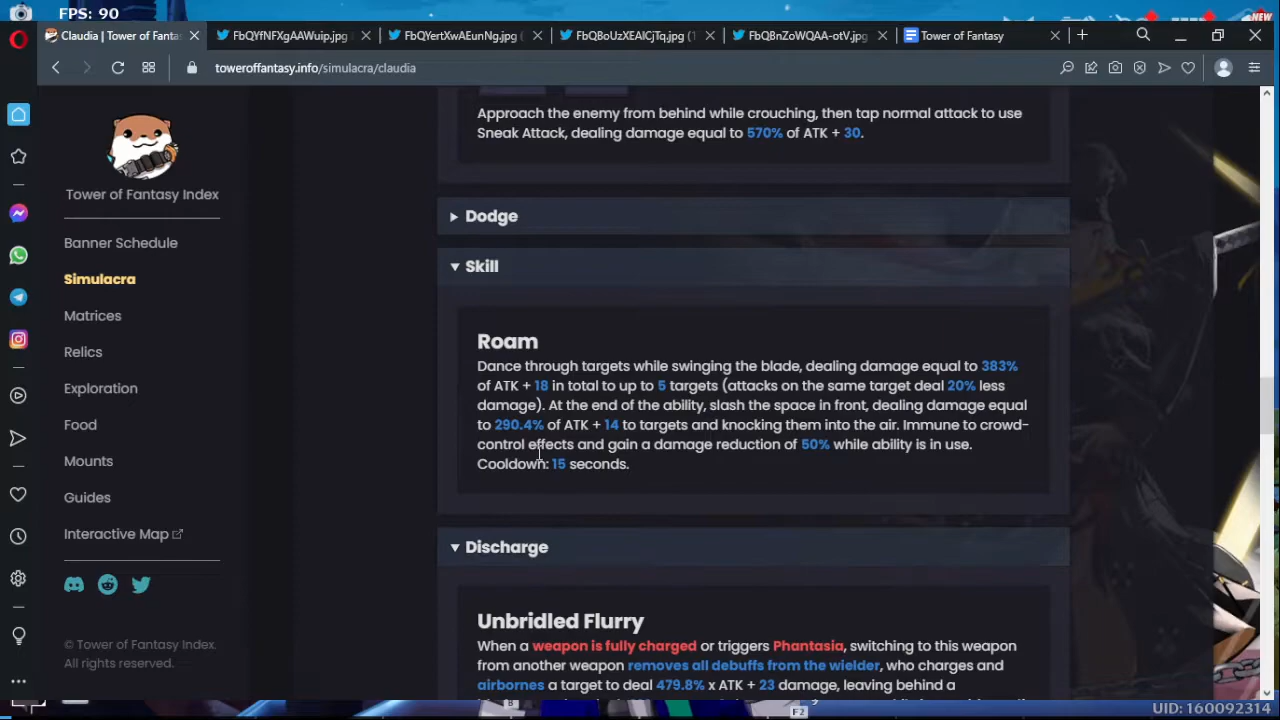 FPS: 90
NEW
Claudia | Tower of Fanta
FbQYfNFXgAAWuip.jpg
FbQYertXwAEunNg.jpg (
FbQBoUzXEAICjTq.jpg (1
FbQBnZoWQAA-otV.jpg
Tower of Fantasy
toweroffantasy.info/simulacra/claudia
Tower of Fantasy Index
Banner Schedule
Simulacra
Matrices
Relics
Exploration
Food
Mounts
Guides
Interactive Map
© Tower of Fantasy Index.
All rights reserved.
Approach the enemy from behind while crouching, then tap normal attack to use
Sneak Attack, dealing damage equal to 570% of ATK + 30.
Dodge
Skill
Roam
Dance through targets while swinging the blade, dealing damage equal to 383%
of ATK + 18 in total to up to 5 targets (attacks on the same target deal 20% less
damage). At the end of the ability, slash the space in front, dealing damage equal
to 290.4% of ATK + 14 to targets and knocking them into the air. Immune to crowd-
control effects and gain a damage reduction of 50% while ability is in use.
Cooldown: 15 seconds.
Discharge
Unbridled Flurry
When a weapon is fully charged or triggers Phantasia, switching to this weapon
from another weapon removes all debuffs from the wielder, who charges and
airbornes a target to deal 479.8% x ATK + 23 damage, leaving behind a
F2
UID: 160092314